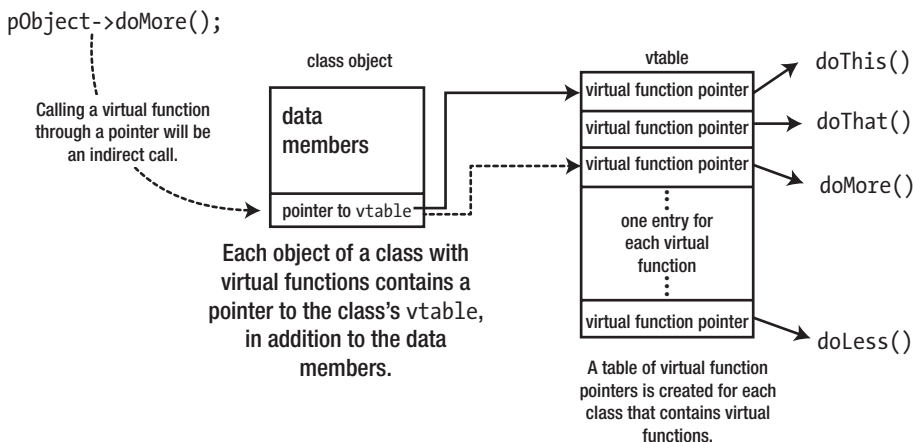 pObject->doMore();
Calling a virtual function
through a pointer will be
an indirect call.
class object
data
members
pointer to vtable
Each object of a class with
virtual functions contains a
pointer to the class's vtable,
in addition to the data
members.
vtable
virtual function pointer
virtual function pointer
virtual function pointer
one entry for
each virtual
function
virtual function pointer
doThis()
doThat()
doMore()
doLess()
A table of virtual function
pointers is created for each
class that contains virtual
functions.